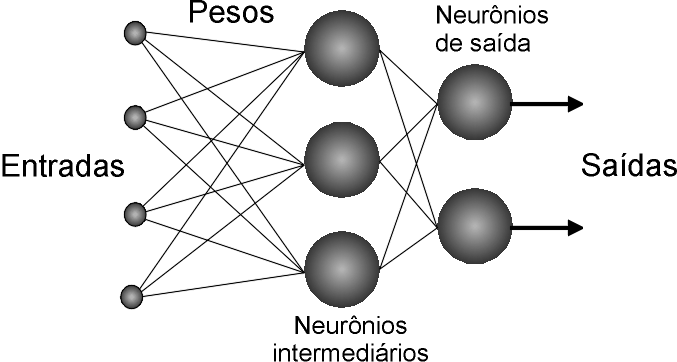 Pesos
Neurônios
de saída
Entradas
Saídas
Neurônios
intermediários